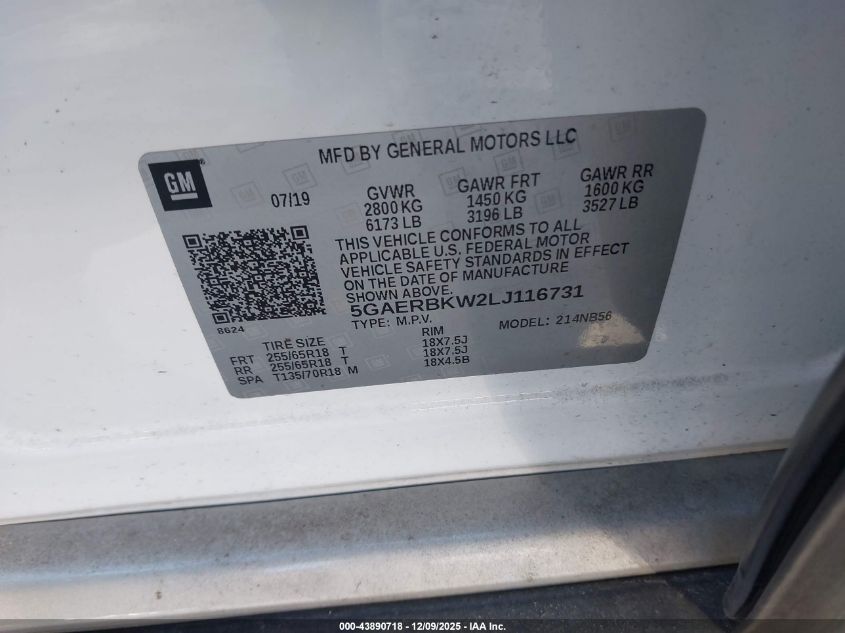 MFD BY GENERAL MOTORS LLC
GM
07/19
GVWR
2800 KG
6173 LB
GAWR FRT
1450 KG
3196 LB
GAWR RR
1600 KG
3527 LB
THIS VEHICLE CONFORMS TO ALL
APPLICABLE U.S. FEDERAL MOTOR
VEHICLE SAFETY STANDARDS IN EFFECT
ON THE DATE OF MANUFACTURE
SHOWN ABOVE.
5GAERBKW2LJ116731
8624
TYPE: M.P.V. MODEL: 214NB56
TIRE SIZE RIM
FRT 255/65R18 T 18X7.5J
RR 255/65R18 T 18X7.5J
SPA T135/70R18 M 18X4.5B
000-43890718 - 12/09/2025 - IAA Inc.